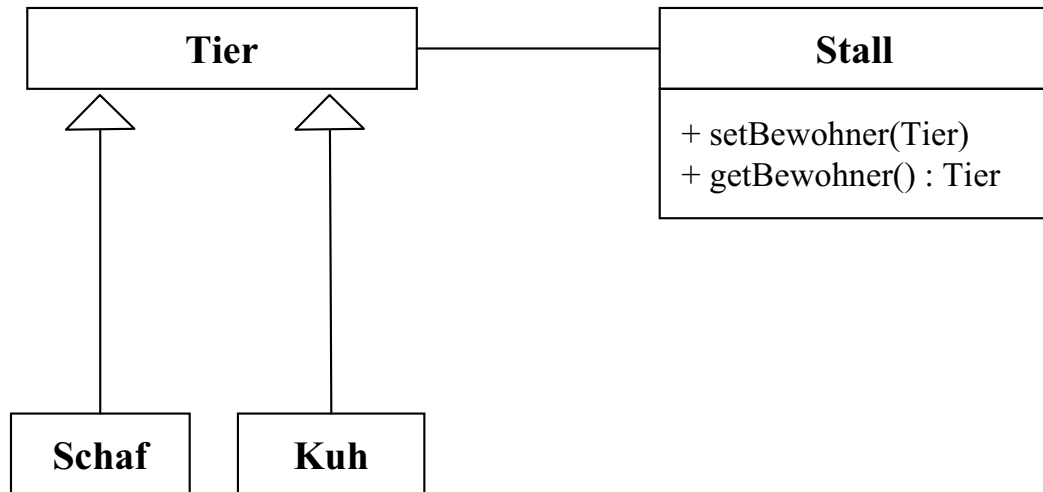 Tier
Stall
+ setBewohner(Tier)
+ getBewohner() : Tier
Schaf
Kuh